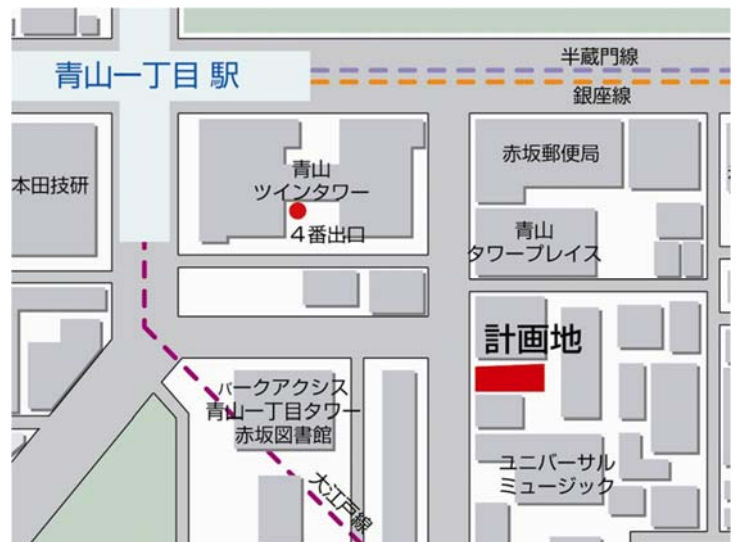 半蔵門線
青山一丁目 駅
銀座線
本田技研
青山
ツインタワー
4番出口
赤坂郵便局
青山
タワープレイス
計画地
パークアクシス
青山一丁目タワー
赤坂図書館
ユニバーサル
ミュージック
大江戸線